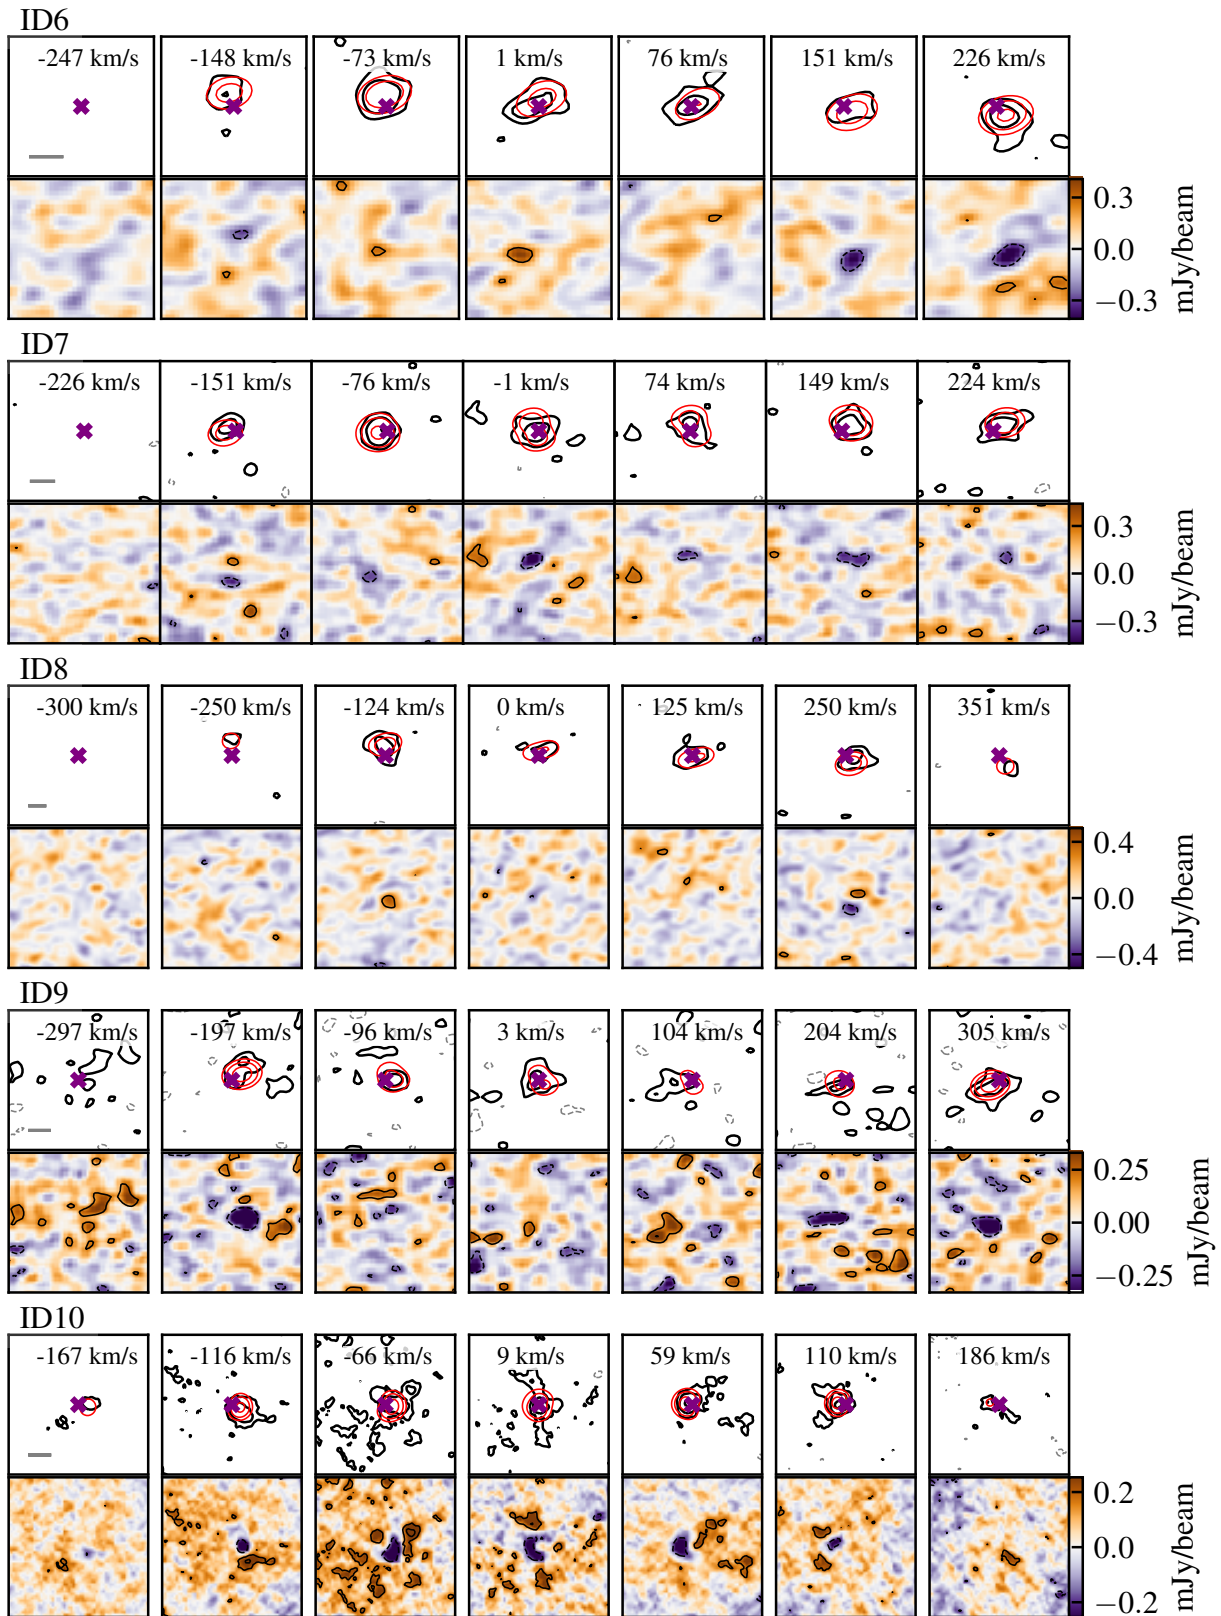 ID6
-247 km/s -148 km/s -73 km/s 1 km/s 76 km/s 151 km/s 226 km/s
0.3
0.0
−0.3
mJy/beam
ID7
-226 km/s -151 km/s -76 km/s -1 km/s 74 km/s 149 km/s 224 km/s
0.3
0.0
−0.3
mJy/beam
ID8
-300 km/s -250 km/s -124 km/s 0 km/s 125 km/s 250 km/s 351 km/s
0.4
0.0
−0.4
mJy/beam
ID9
-297 km/s -197 km/s -96 km/s 3 km/s 104 km/s 204 km/s 305 km/s
0.25
0.00
−0.25
mJy/beam
ID10
-167 km/s -116 km/s -66 km/s 9 km/s 59 km/s 110 km/s 186 km/s
0.2
0.0
−0.2
mJy/beam